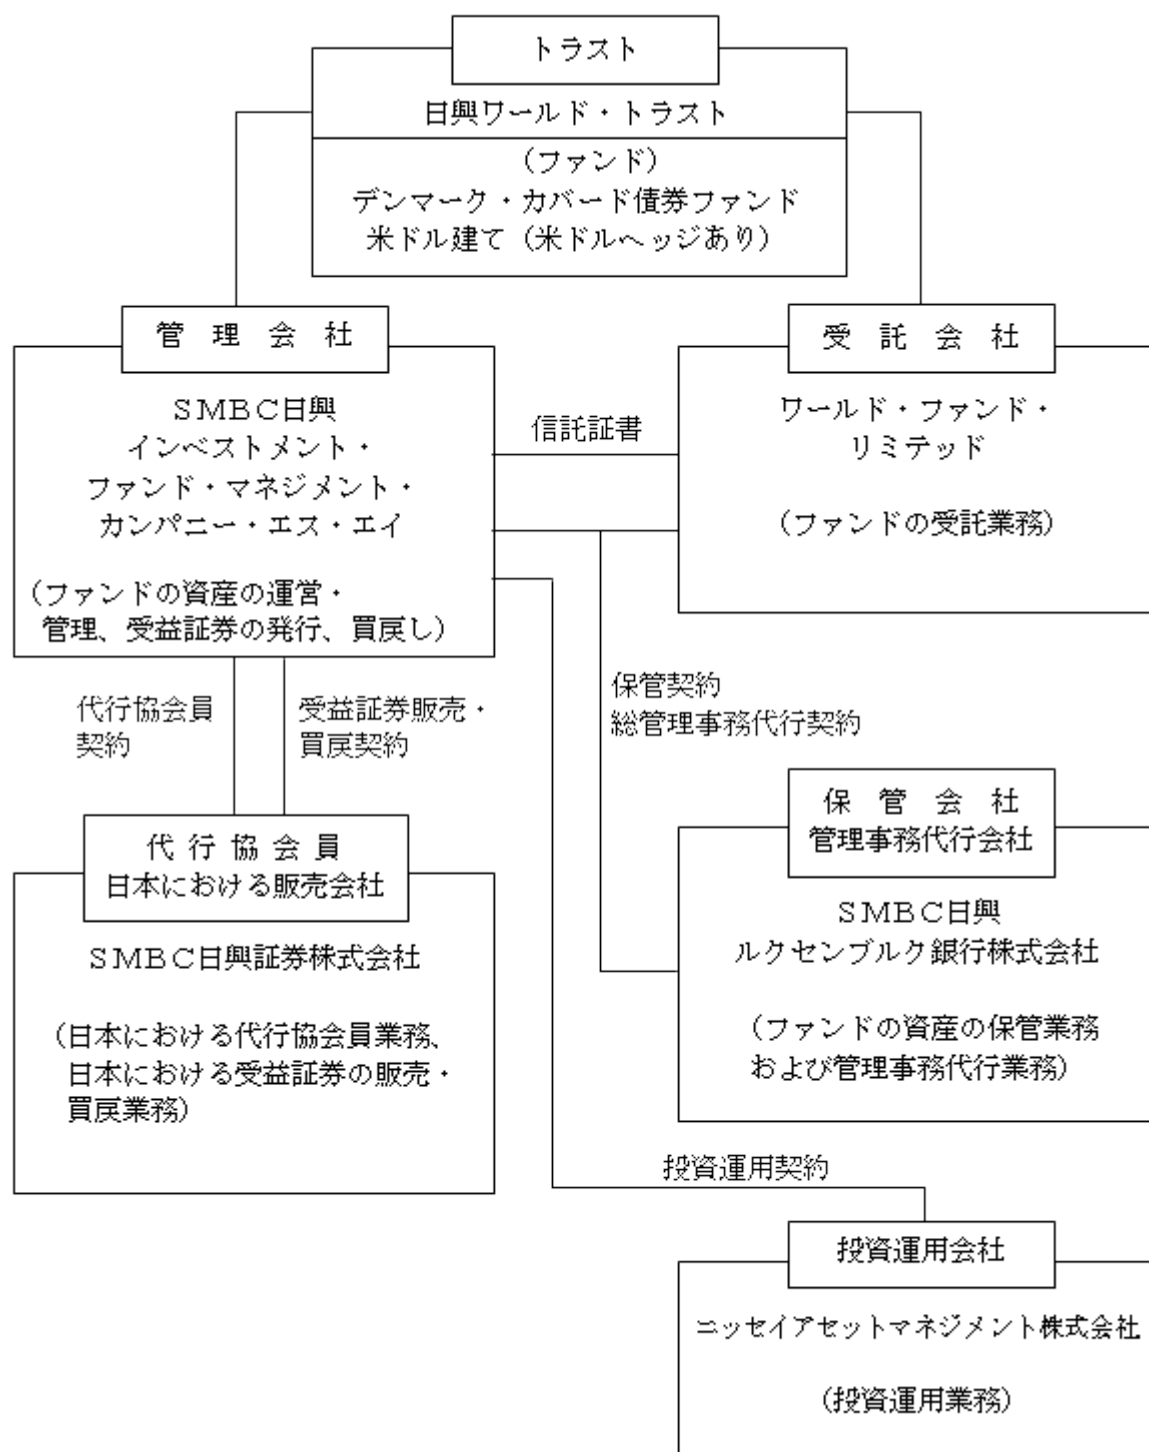 トラスト
日興ワールド・トラスト
(ファンド)
デンマーク・カバード債券ファンド
米ドル建て(米ドルヘッジあり)
管理会社
SMBC日興
インベストメント・
ファンド・マネジメント・
カンパニー・エス・エイ
(ファンドの資産の運営・
管理、受益証券の発行、買戻し)
信託証書
受託会社
ワールド・ファンド・
リミテッド
(ファンドの受託業務)
代行協会員
契約
受益証券販売・
買戻契約
保管契約
総管理事務代行契約
代行協会員
日本における販売会社
SMBC日興証券株式会社
(日本における代行協会員業務、
日本における受益証券の販売・
買戻業務)
保管会社
管理事務代行会社
SMBC日興
ルクセンブルク銀行株式会社
(ファンドの資産の保管業務
および管理事務代行業務)
投資運用契約
投資運用会社
ニッセイアセットマネジメント株式会社
(投資運用業務)